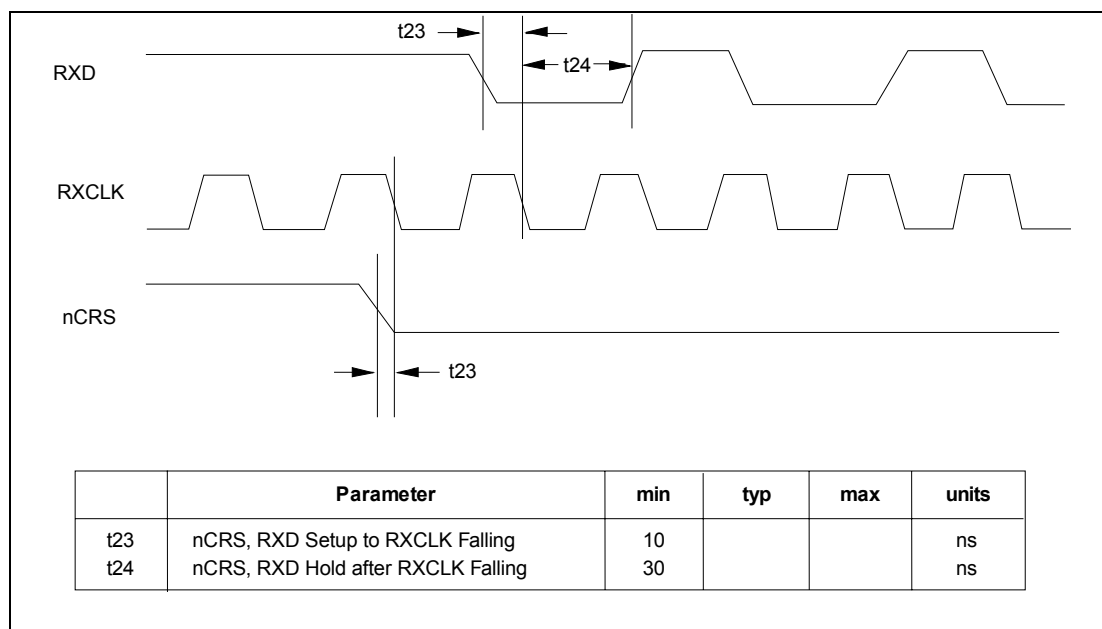 t23
t24
RXD
RXCLK
nCRS
t23
Parameter min typ max units
t23 nCRS, RXD Setup to RXCLK Falling 10 ns
t24 nCRS, RXD Hold after RXCLK Falling 30 ns